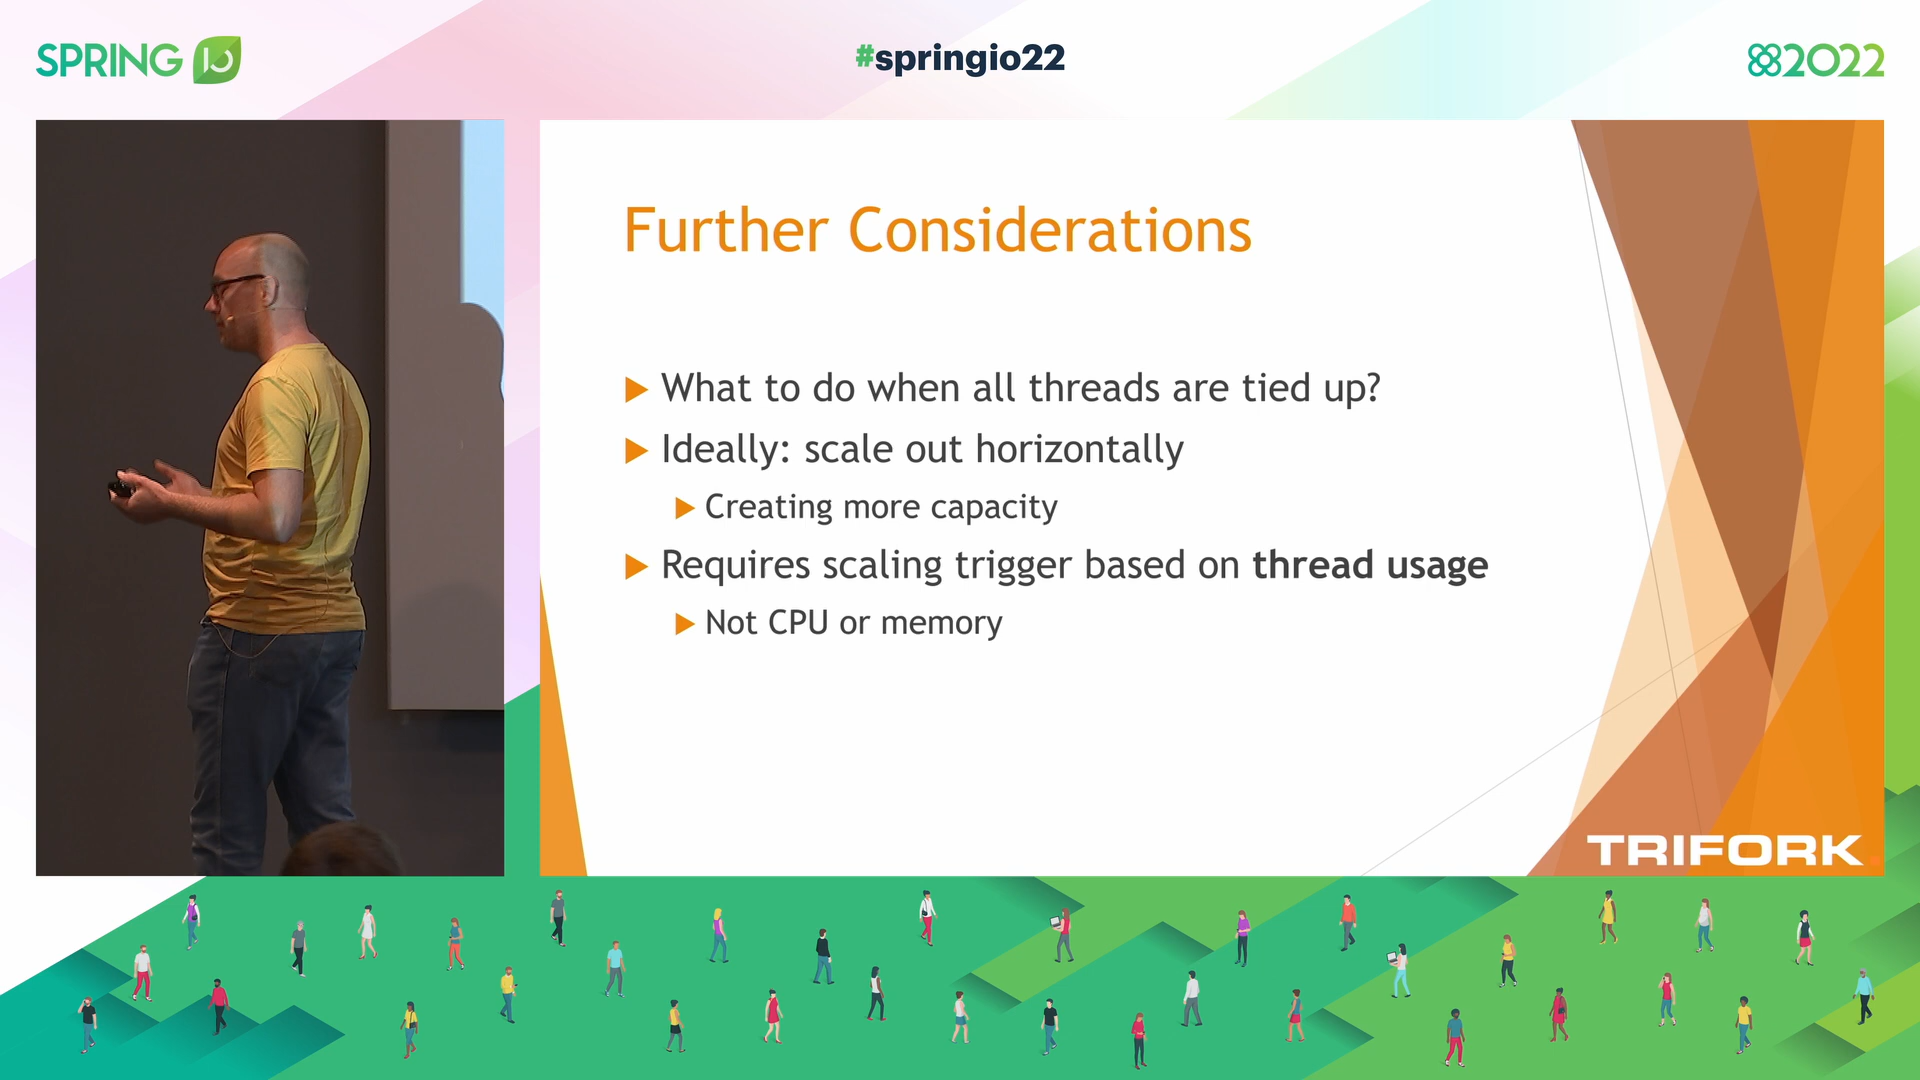 SPRING IO
#springio22
2022
Further Considerations
What to do when all threads are tied up?
Ideally: scale out horizontally
Creating more capacity
Requires scaling trigger based on thread usage
Not CPU or memory
TRIFORK